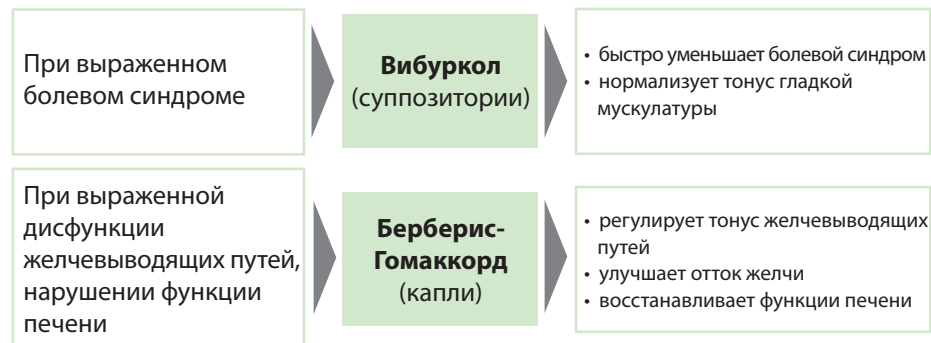 При выраженном
болевом синдроме
Вибуркол
(суппозитории)
• быстро уменьшает болевой синдром
• нормализует тонус гладкой
мускулатуры
При выраженной
дисфункции
желчевыводящих путей,
нарушении функции
печени
Берберис-
Гомаккорд
(капли)
• регулирует тонус желчевыводящих
путей
• улучшает отток желчи
• восстанавливает функции печени